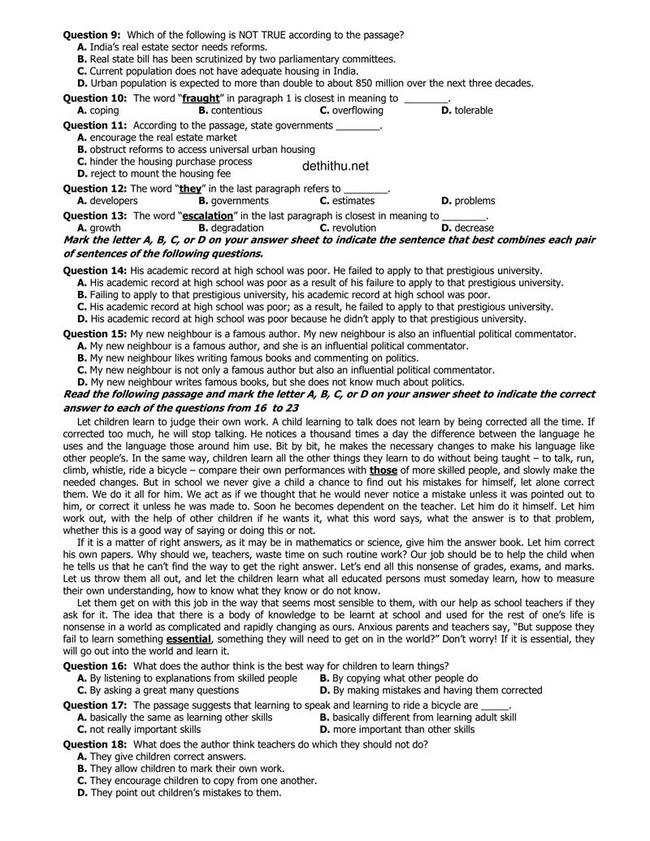 Question 9: Which of the following is NOT TRUE according to the passage?
A. India's real estate sector needs reforms.
B. Real state bill has been scrutinized by two parliamentary committees.
C. Current population does not have adequate housing in India.
D. Urban population is expected to more than double to about 850 million over the next three decades.
Question 10: The word "fraught" in paragraph 1 is closest in meaning to ________.
A. coping B. contentious C. overflowing D. tolerable
Question 11: According to the passage, state governments ________.
A. encourage the real estate market
B. obstruct reforms to access universal urban housing
C. hinder the housing purchase process
dethithu.net
D. reject to mount the housing fee
Question 12: The word "they" in the last paragraph refers to ________.
A. developers B. governments C. estimates D. problems
Question 13: The word "escalation" in the last paragraph is closest in meaning to _______.
A. growth B. degradation C. revolution D. decrease
Mark the letter A, B, C, or D on your answer sheet to indicate the sentence that best combines each pair
of sentences of the following questions.
Question 14: His academic record at high school was poor. He failed to apply to that prestigious university.
A. His academic record at high school was poor as a result of his failure to apply to that prestigious university.
B. Failing to apply to that prestigious university, his academic record at high school was poor.
C. His academic record at high school was poor; as a result, he failed to apply to that prestigious university.
D. His academic record at high school was poor because he didn't apply to that prestigious university.
Question 15: My new neighbour is a famous author. My new neighbour is also an influential political commentator.
A. My new neighbour is a famous author, and she is an influential political commentator.
B. My new neighbour likes writing famous books and commenting on politics.
C. My new neighbour is not only a famous author but also an influential political commentator.
D. My new neighbour writes famous books, but she does not know much about politics.
Read the following passage and mark the letter A, B, C, or D on your answer sheet to indicate the correct
answer to each of the questions from 16 to 23
Let children learn to judge their own work. A child learning to talk does not learn by being corrected all the time. If
corrected too much, he will stop talking. He notices a thousand times a day the difference between the language he
uses and the language those around him use. Bit by bit, he makes the necessary changes to make his language like
other people's. In the same way, children learn all the other things they learn to do without being taught – to talk, run,
climb, whistle, ride a bicycle – compare their own performances with those of more skilled people, and slowly make the
needed changes. But in school we never give a child a chance to find out his mistakes for himself, let alone correct
them. We do it all for him. We act as if we thought that he would never notice a mistake unless it was pointed out to
him, or correct it unless he was made to. Soon he becomes dependent on the teacher. Let him do it himself. Let him
work out, with the help of other children if he wants it, what this word says, what the answer is to that problem,
whether this is a good way of saying or doing this or not.
If it is a matter of right answers, as it may be in mathematics or science, give him the answer book. Let him correct
his own papers. Why should we, teachers, waste time on such routine work? Our job should be to help the child when
he tells us that he can't find the way to get the right answer. Let's end all this nonsense of grades, exams, and marks.
Let us throw them all out, and let the children learn what all educated persons must someday learn, how to measure
their own understanding, how to know what they know or do not know.
Let them get on with this job in the way that seems most sensible to them, with our help as school teachers if they
ask for it. The idea that there is a body of knowledge to be learnt at school and used for the rest of one's life is
nonsense in a world as complicated and rapidly changing as ours. Anxious parents and teachers say, "But suppose they
fail to learn something essential, something they will need to get on in the world?" Don't worry! If it is essential, they
will go out into the world and learn it.
Question 16: What does the author think is the best way for children to learn things?
A. By listening to explanations from skilled people B. By copying what other people do
C. By asking a great many questions D. By making mistakes and having them corrected
Question 17: The passage suggests that learning to speak and learning to ride a bicycle are _____.
A. basically the same as learning other skills B. basically different from learning adult skill
C. not really important skills D. more important than other skills
Question 18: What does the author think teachers do which they should not do?
A. They give children correct answers.
B. They allow children to mark their own work.
C. They encourage children to copy from one another.
D. They point out children's mistakes to them.